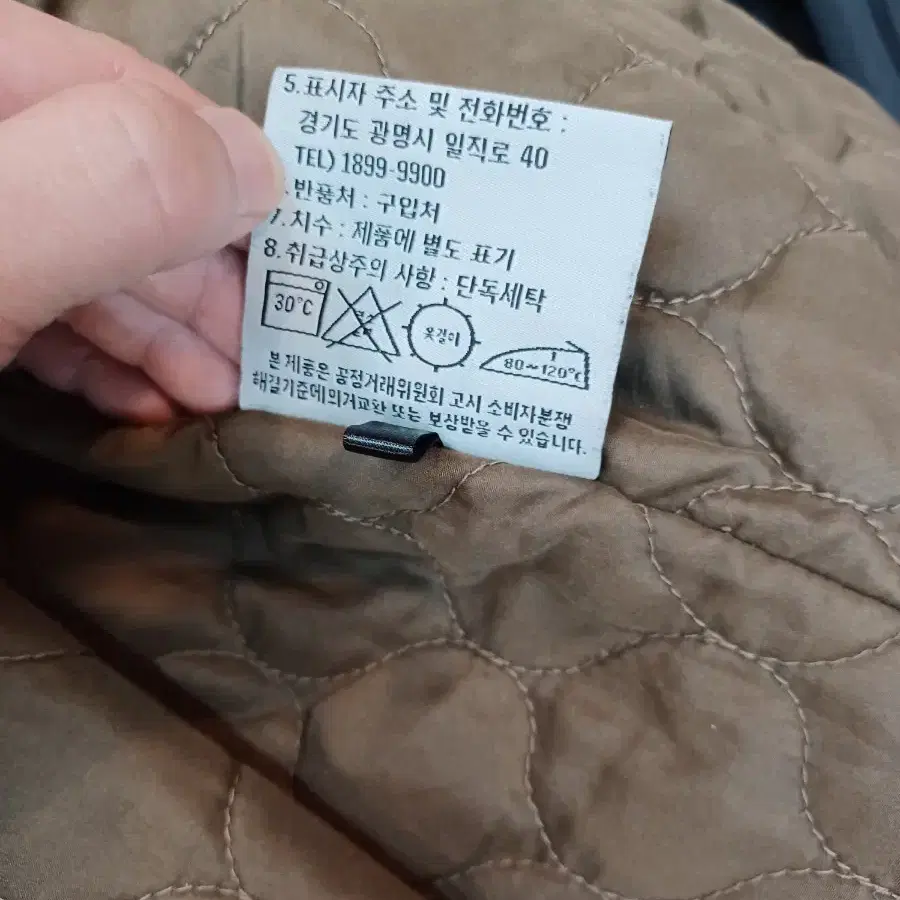 5.표시자 주소 및 전화번호 :
경기도 광명시 일직로 40
TEL) 1899-9900
.반품처 : 구입처
7.치수 : 제품에 별도 표기
8.취급상주의 사항 : 단독세탁
30℃ 옷걸이 80~120℃
본 제품은 공정거래위원회 고시 소비자분쟁
해결기준에의거교환 또는 보상받을 수 있습니다.